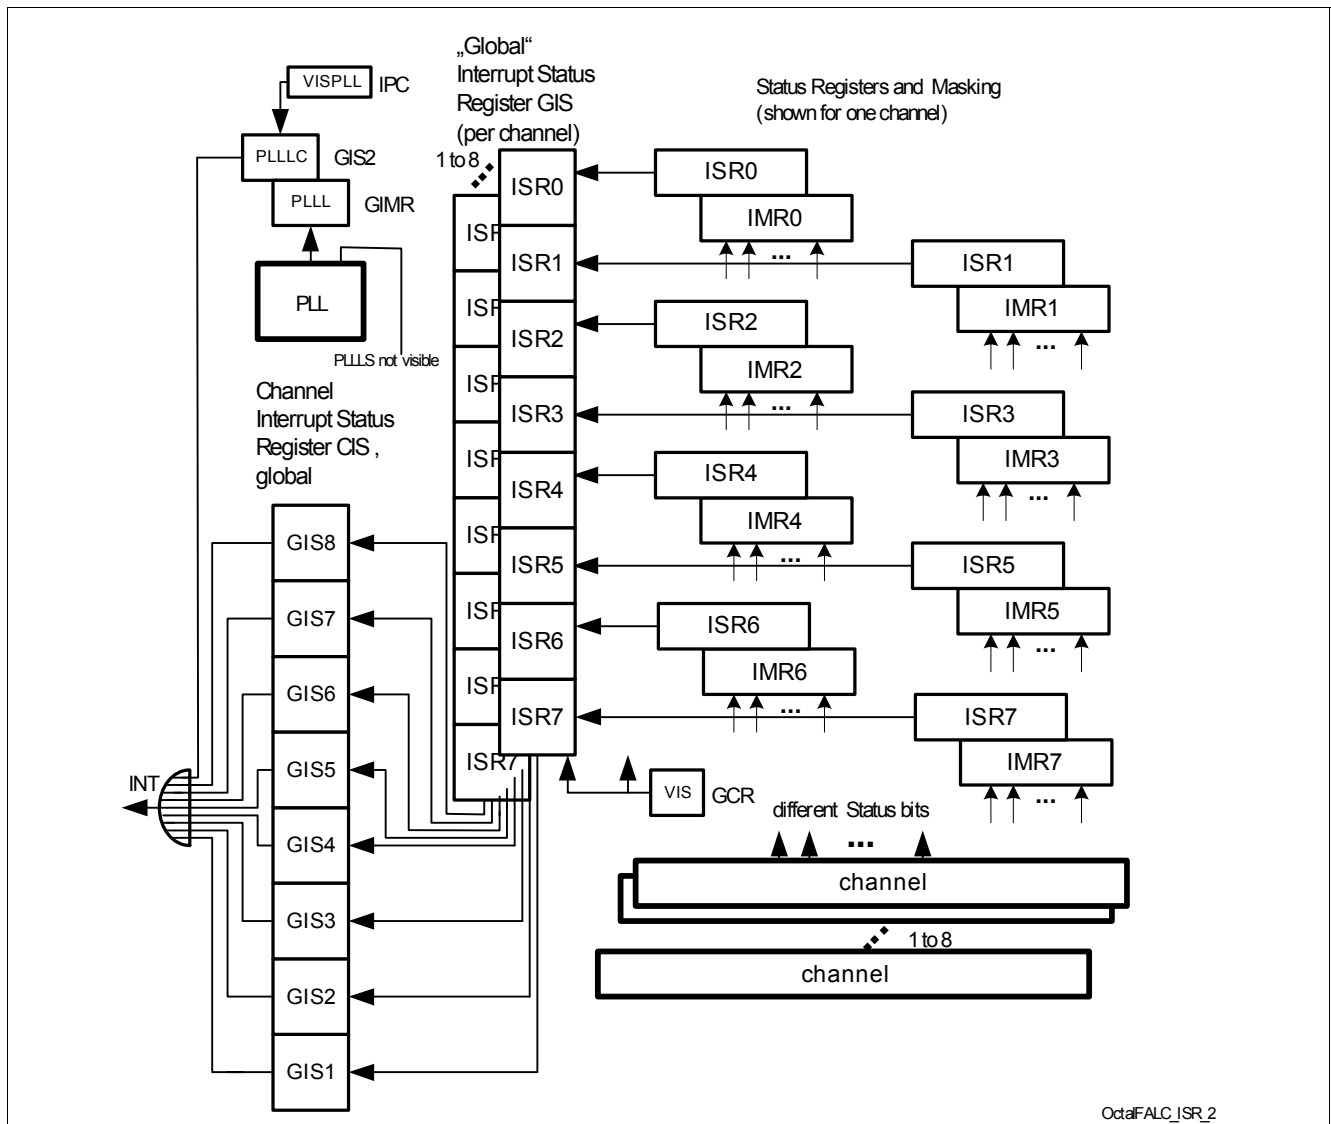 „Global“
Interrupt Status
Register GIS
(per channel)
1 to 8
VISPLL
IPC
PLLLC
GIS2
PLLL
GIMR
PLL
PLLLS not visible
Status Registers and Masking
(shown for one channel)
ISR0
ISR1
ISR2
ISR3
ISR4
ISR5
ISR6
ISR7
ISR7
ISR0
IMR0
...
ISR1
IMR1
...
ISR2
IMR2
...
ISR3
IMR3
...
ISR4
IMR4
...
ISR5
IMR5
...
ISR6
IMR6
...
ISR7
IMR7
...
Channel
Interrupt Status
Register CIS ,
global
GIS8
GIS7
GIS6
GIS5
GIS4
GIS3
GIS2
GIS1
INT
VIS
GCR
different Status bits
...
channel
1 to 8
channel
OctalFALC_ISR_2